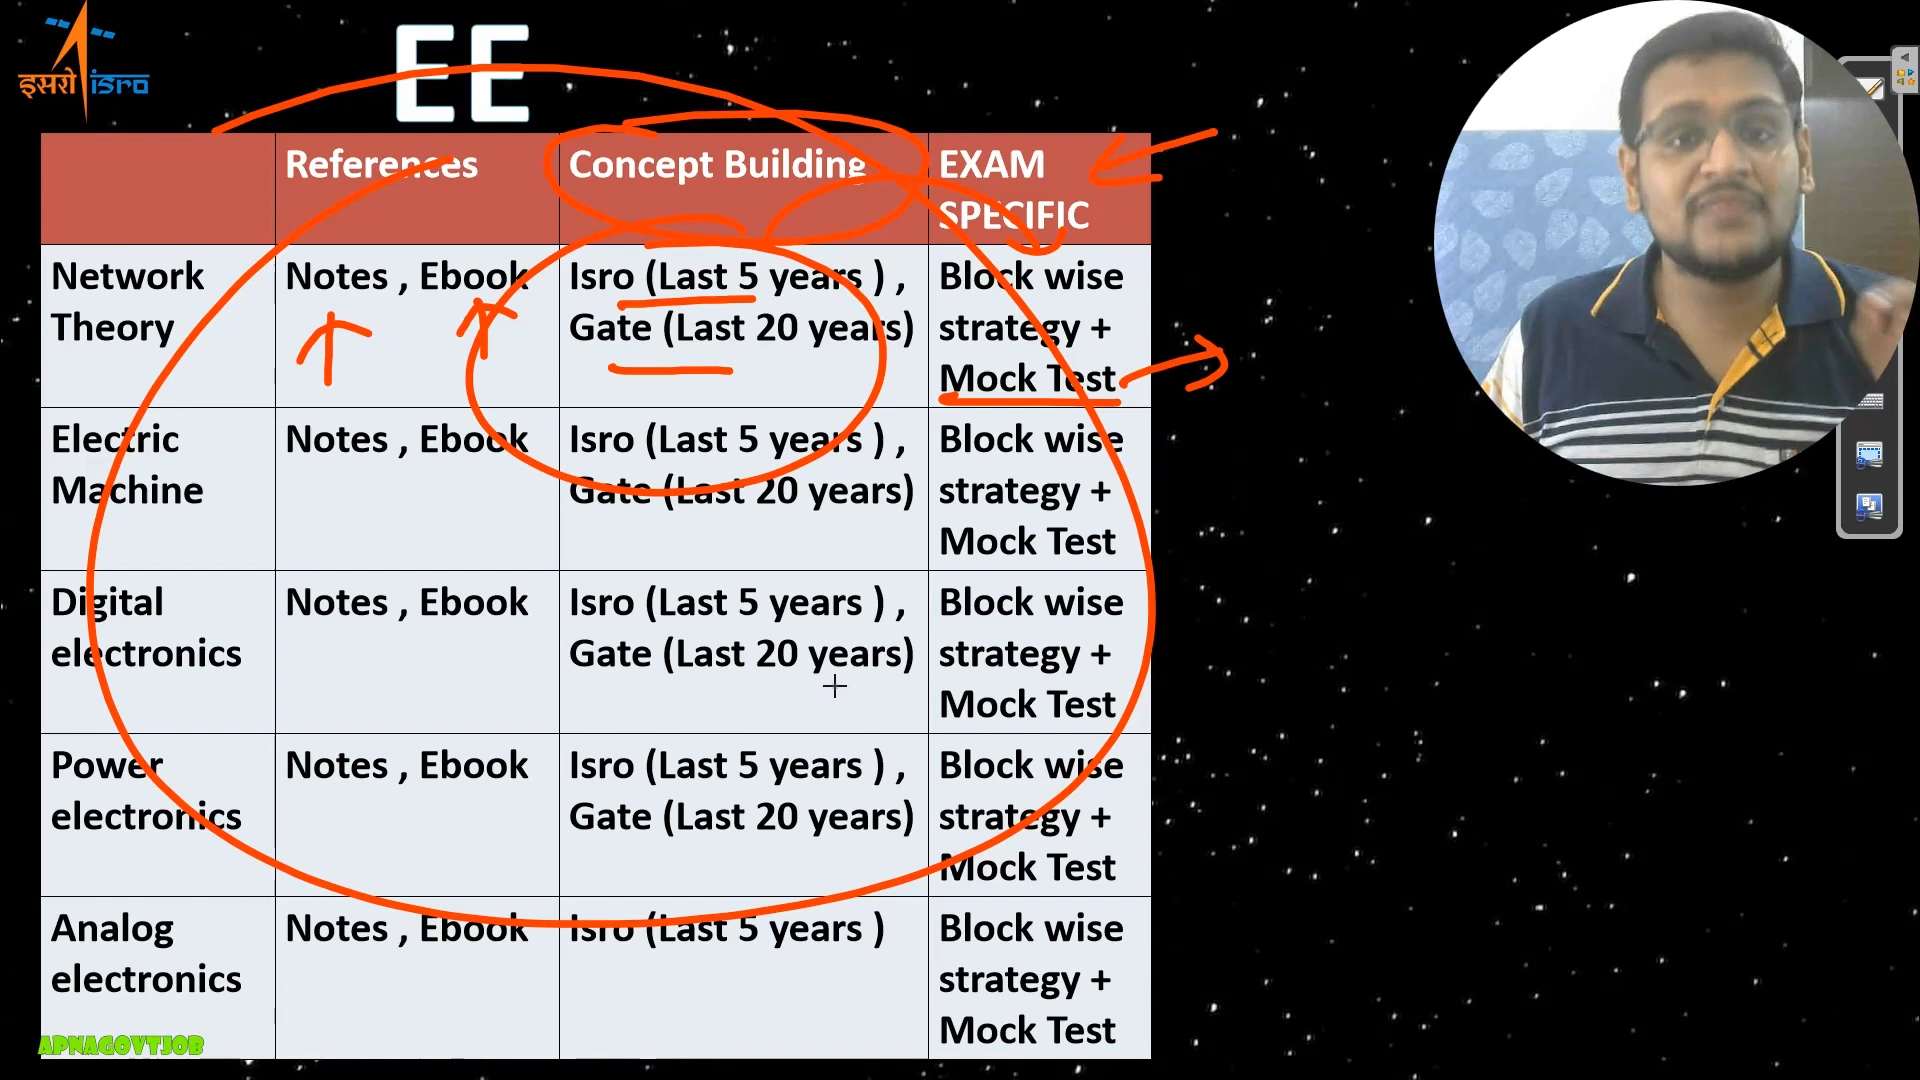 इसरो isro
EE
References
Concept Building
EXAM
SPECIFIC
Network
Theory
Notes , Ebook
Isro (Last 5 years ) ,
Gate (Last 20 years)
Block wise
strategy +
Mock Test
Electric
Machine
Notes , Ebook
Isro (Last 5 years ) ,
Gate (Last 20 years)
Block wise
strategy +
Mock Test
Digital
electronics
Notes , Ebook
Isro (Last 5 years ) ,
Gate (Last 20 years)
Block wise
strategy +
Mock Test
Power
electronics
Notes , Ebook
Isro (Last 5 years ) ,
Gate (Last 20 years)
Block wise
strategy +
Mock Test
Analog
electronics
Notes , Ebook
Isro (Last 5 years )
Block wise
strategy +
Mock Test
APNAGOVTJOB